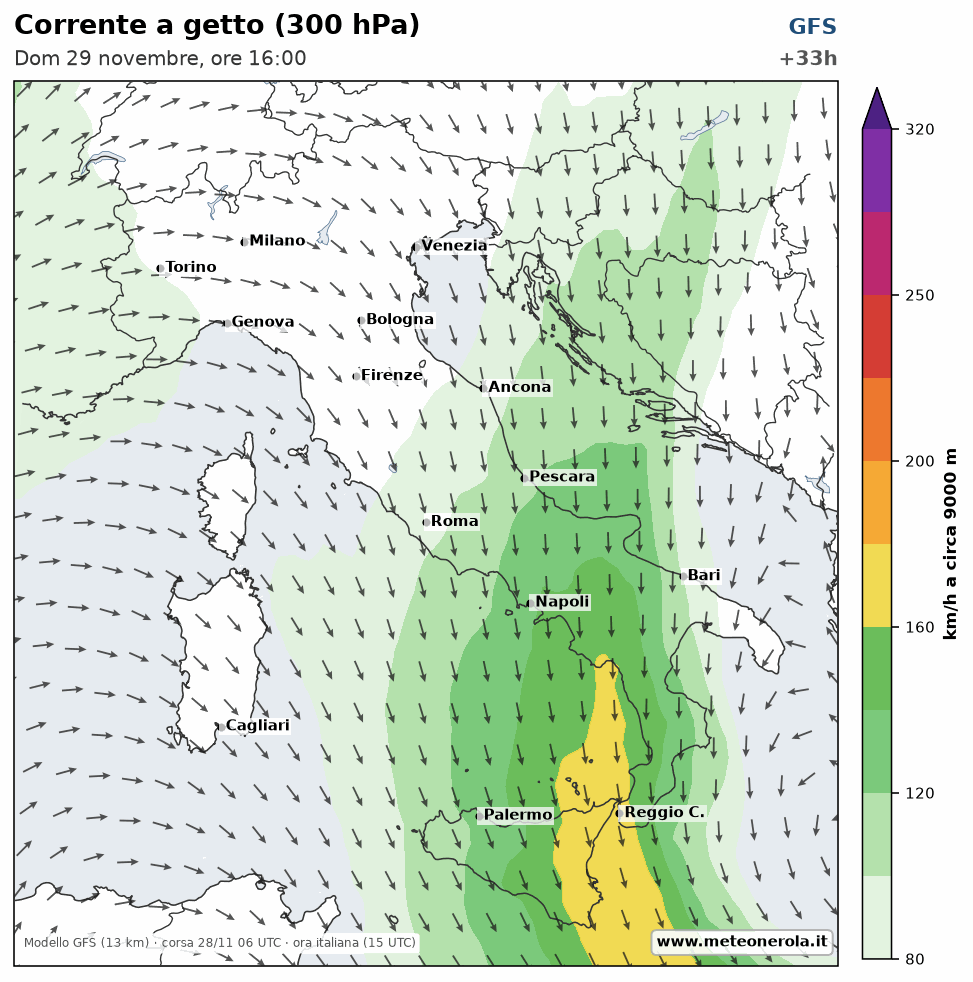 Corrente a getto (300 hPa)
GFS
Dom 29 novembre, ore 16:00
+33h
Milano
Venezia
Torino
Genova
Bologna
Firenze
Ancona
Pescara
Roma
Bari
Napoli
Cagliari
Palermo
Reggio C.
Modello GFS (13 km) · corsa 28/11 06 UTC · ora italiana (15 UTC)
www.meteonerola.it
320
250
200
160
120
80
km/h a circa 9000 m